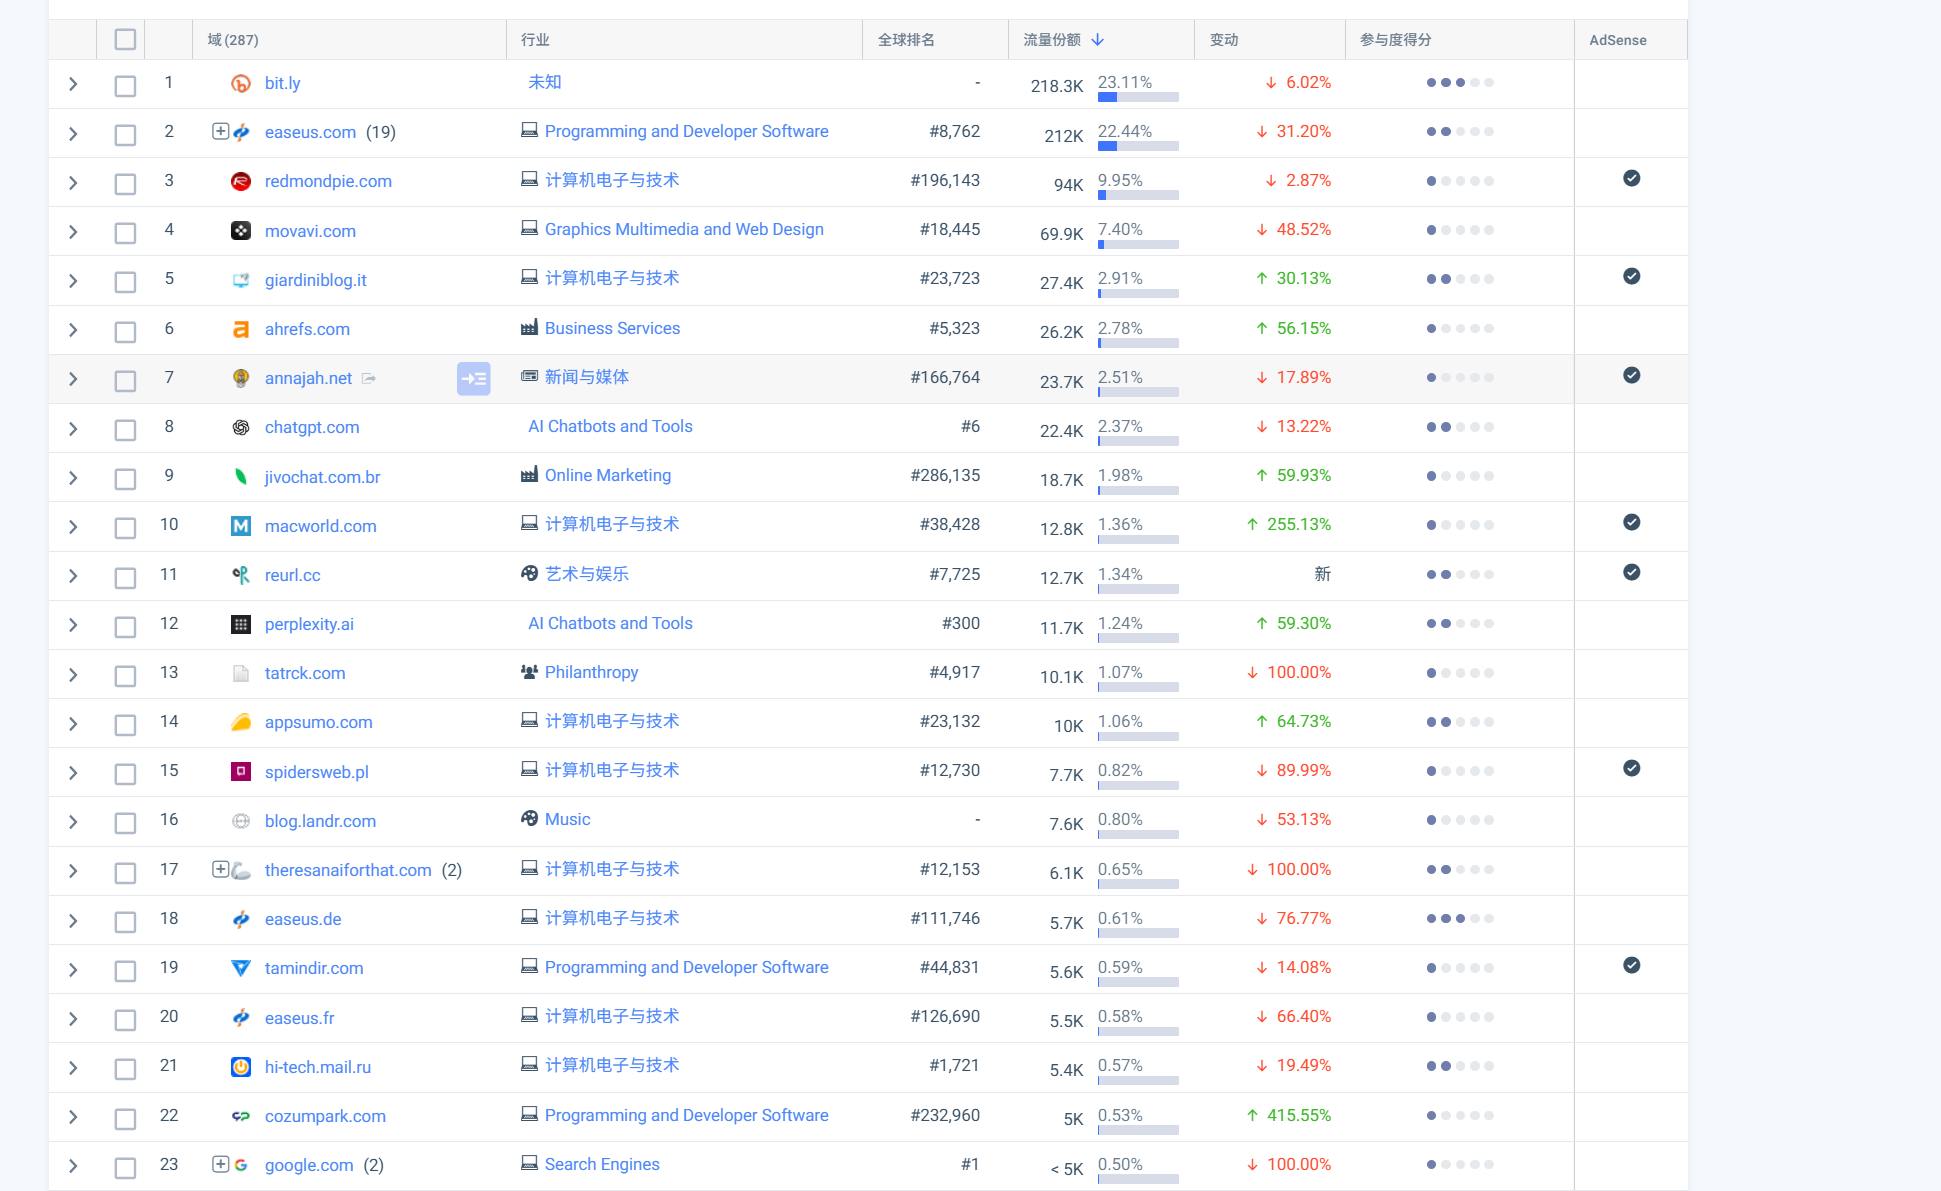 域 (287) 行业 全球排名 流量份额 变动 参与度得分 AdSense
1 bit.ly 未知 - 218.3K 23.11% 6.02%
2 easeus.com (19) Programming and Developer Software #8,762 212K 22.44% 31.20%
3 redmondpie.com 计算机电子与技术 #196,143 94K 9.95% 2.87%
4 movavi.com Graphics Multimedia and Web Design #18,445 69.9K 7.40% 48.52%
5 giardiniblog.it 计算机电子与技术 #23,723 27.4K 2.91% 30.13%
6 ahrefs.com Business Services #5,323 26.2K 2.78% 56.15%
7 annajah.net 新闻与媒体 #166,764 23.7K 2.51% 17.89%
8 chatgpt.com AI Chatbots and Tools #6 22.4K 2.37% 13.22%
9 jivochat.com.br Online Marketing #286,135 18.7K 1.98% 59.93%
10 macworld.com 计算机电子与技术 #38,428 12.8K 1.36% 255.13%
11 reurl.cc 艺术与娱乐 #7,725 12.7K 1.34% 新
12 perplexity.ai AI Chatbots and Tools #300 11.7K 1.24% 59.30%
13 tatrck.com Philanthropy #4,917 10.1K 1.07% 100.00%
14 appsumo.com 计算机电子与技术 #23,132 10K 1.06% 64.73%
15 spidersweb.pl 计算机电子与技术 #12,730 7.7K 0.82% 89.99%
16 blog.landr.com Music - 7.6K 0.80% 53.13%
17 theresanaiforthat.com (2) 计算机电子与技术 #12,153 6.1K 0.65% 100.00%
18 easeus.de 计算机电子与技术 #111,746 5.7K 0.61% 76.77%
19 tamindir.com Programming and Developer Software #44,831 5.6K 0.59% 14.08%
20 easeus.fr 计算机电子与技术 #126,690 5.5K 0.58% 66.40%
21 hi-tech.mail.ru 计算机电子与技术 #1,721 5.4K 0.57% 19.49%
22 cozumpark.com Programming and Developer Software #232,960 5K 0.53% 415.55%
23 google.com (2) Search Engines #1 < 5K 0.50% 100.00%